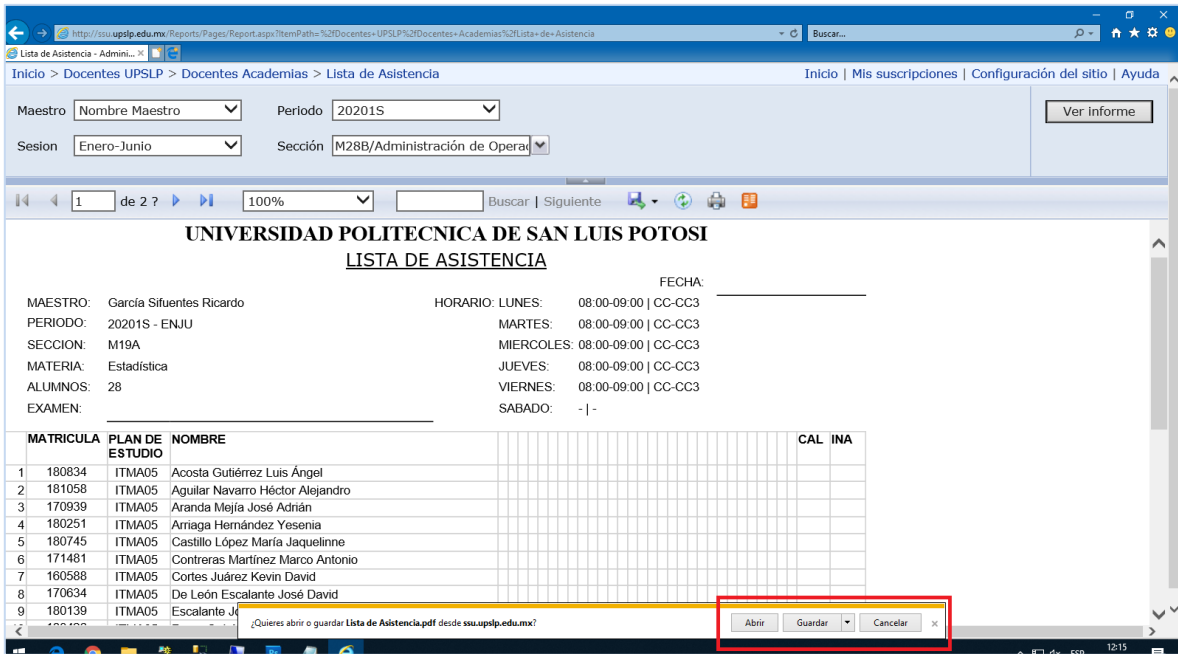 http://ssu.upslp.edu.mx/Reports/Pages/Report.aspx?ItemPath=%2fDocentes+UPSLP%2fDocentes+Academias%2fLista+de+Asistencia
Buscar...
Lista de Asistencia - Admini...
Inicio > Docentes UPSLP > Docentes Academias > Lista de Asistencia
Inicio | Mis suscripciones | Configuración del sitio | Ayuda
Maestro Nombre Maestro Periodo 20201S Ver informe
Sesion Enero-Junio Sección M28B/Administración de Operac
1 de 2 ? 100% Buscar | Siguiente
UNIVERSIDAD POLITECNICA DE SAN LUIS POTOSI
LISTA DE ASISTENCIA
FECHA:
MAESTRO: García Sifuentes Ricardo HORARIO: LUNES: 08:00-09:00 | CC-CC3
PERIODO: 20201S - ENJU MARTES: 08:00-09:00 | CC-CC3
SECCION: M19A MIERCOLES: 08:00-09:00 | CC-CC3
MATERIA: Estadística JUEVES: 08:00-09:00 | CC-CC3
ALUMNOS: 28 VIERNES: 08:00-09:00 | CC-CC3
EXAMEN: SABADO: - | -
MATRICULA PLAN DE ESTUDIO NOMBRE CAL INA
1 180834 ITMA05 Acosta Gutiérrez Luis Ángel
2 181058 ITMA05 Aguilar Navarro Héctor Alejandro
3 170939 ITMA05 Aranda Mejía José Adrián
4 180251 ITMA05 Arriaga Hernández Yesenia
5 180745 ITMA05 Castillo López María Jaquelinne
6 171481 ITMA05 Contreras Martínez Marco Antonio
7 160588 ITMA05 Cortes Juárez Kevin David
8 170634 ITMA05 De León Escalante José David
9 180139 ITMA05 Escalante
¿Quieres abrir o guardar Lista de Asistencia.pdf desde ssu.upslp.edu.mx?
Abrir Guardar Cancelar
ESP 12:15